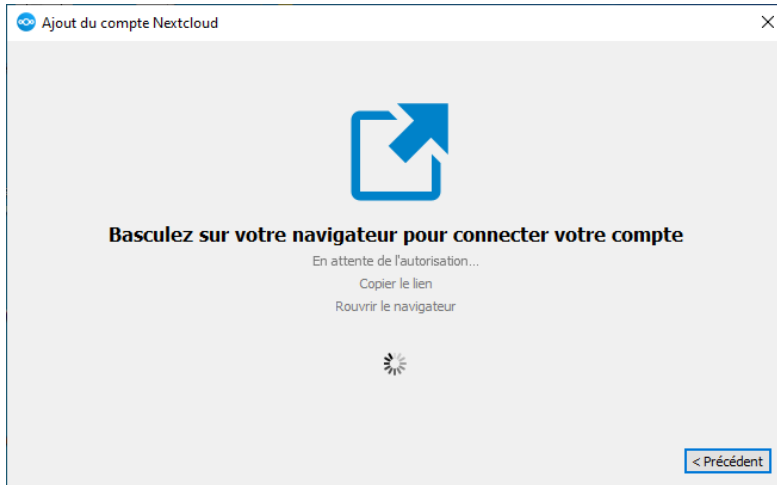 Ajout du compte Nextcloud
Basculez sur votre navigateur pour connecter votre compte
En attente de l'autorisation...
Copier le lien
Rouvrir le navigateur
< Précédent